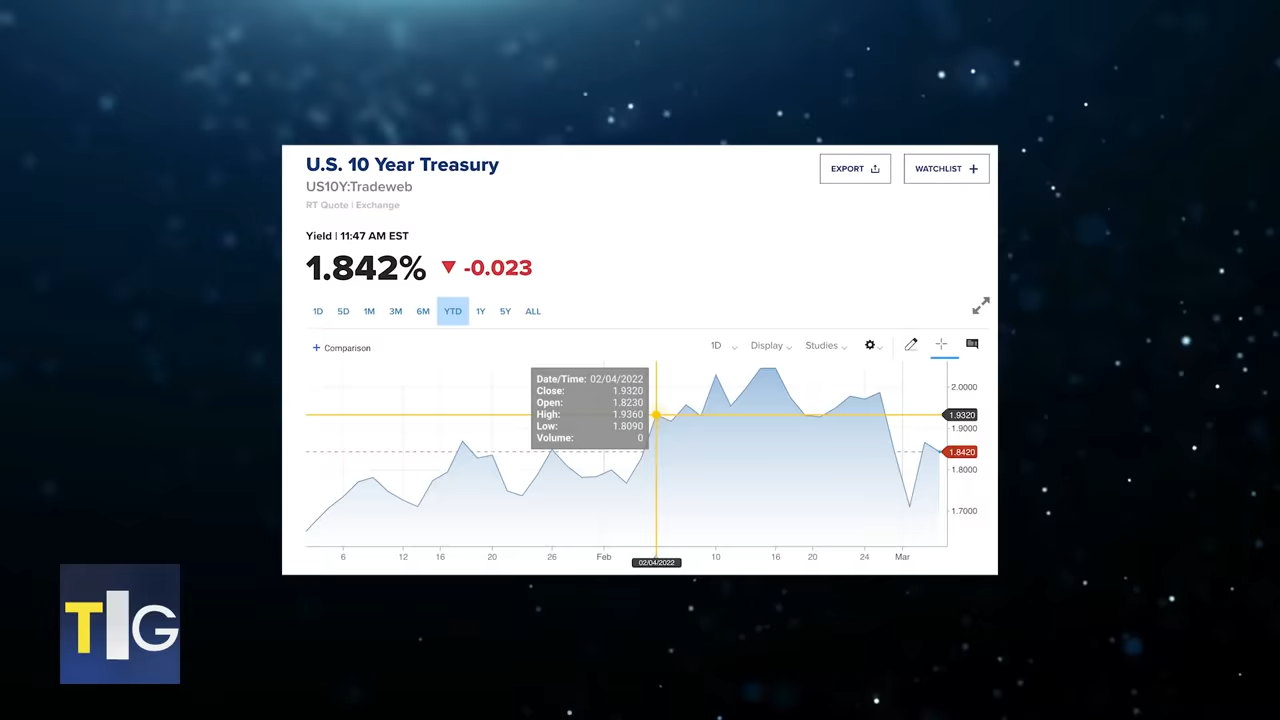 U.S. 10 Year Treasury
US10Y:Tradeweb
RT Quote | Exchange
EXPORT
WATCHLIST +
Yield | 11:47 AM EST
1.842% ▼ -0.023
1D 5D 1M 3M 6M YTD 1Y 5Y ALL
+ Comparison
1D Display Studies
Date/Time: 02/04/2022
Close: 1.9320
Open: 1.8230
High: 1.9360
Low: 1.8090
Volume: 0
2.0000
1.9320
1.9000
1.8420
1.8000
1.7000
6 12 16 20 26 Feb 10 16 20 24 Mar
02/04/2022
TIG